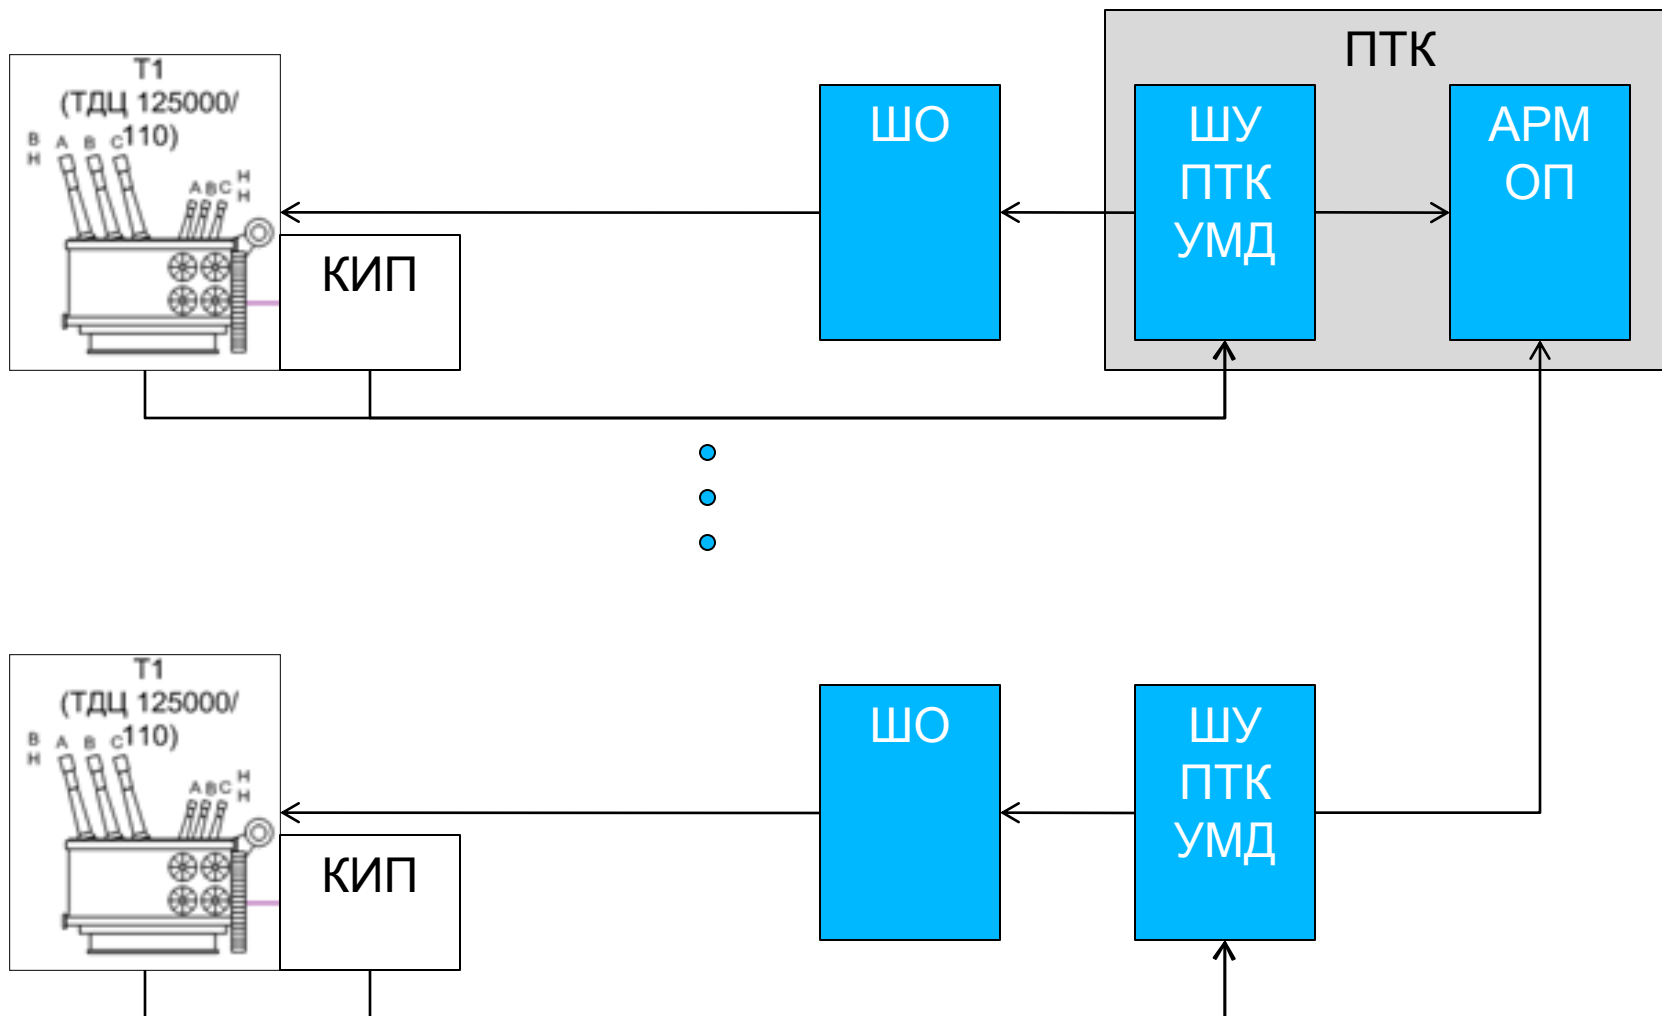 ПТК
Т1
(ТДЦ 125000/
110)
В
Н
А В С
А В С
Н
Н
КИП
ШО
ШУ
ПТК
УМД
АРМ
ОП
Т1
(ТДЦ 125000/
110)
В
Н
А В С
А В С
Н
Н
КИП
ШО
ШУ
ПТК
УМД